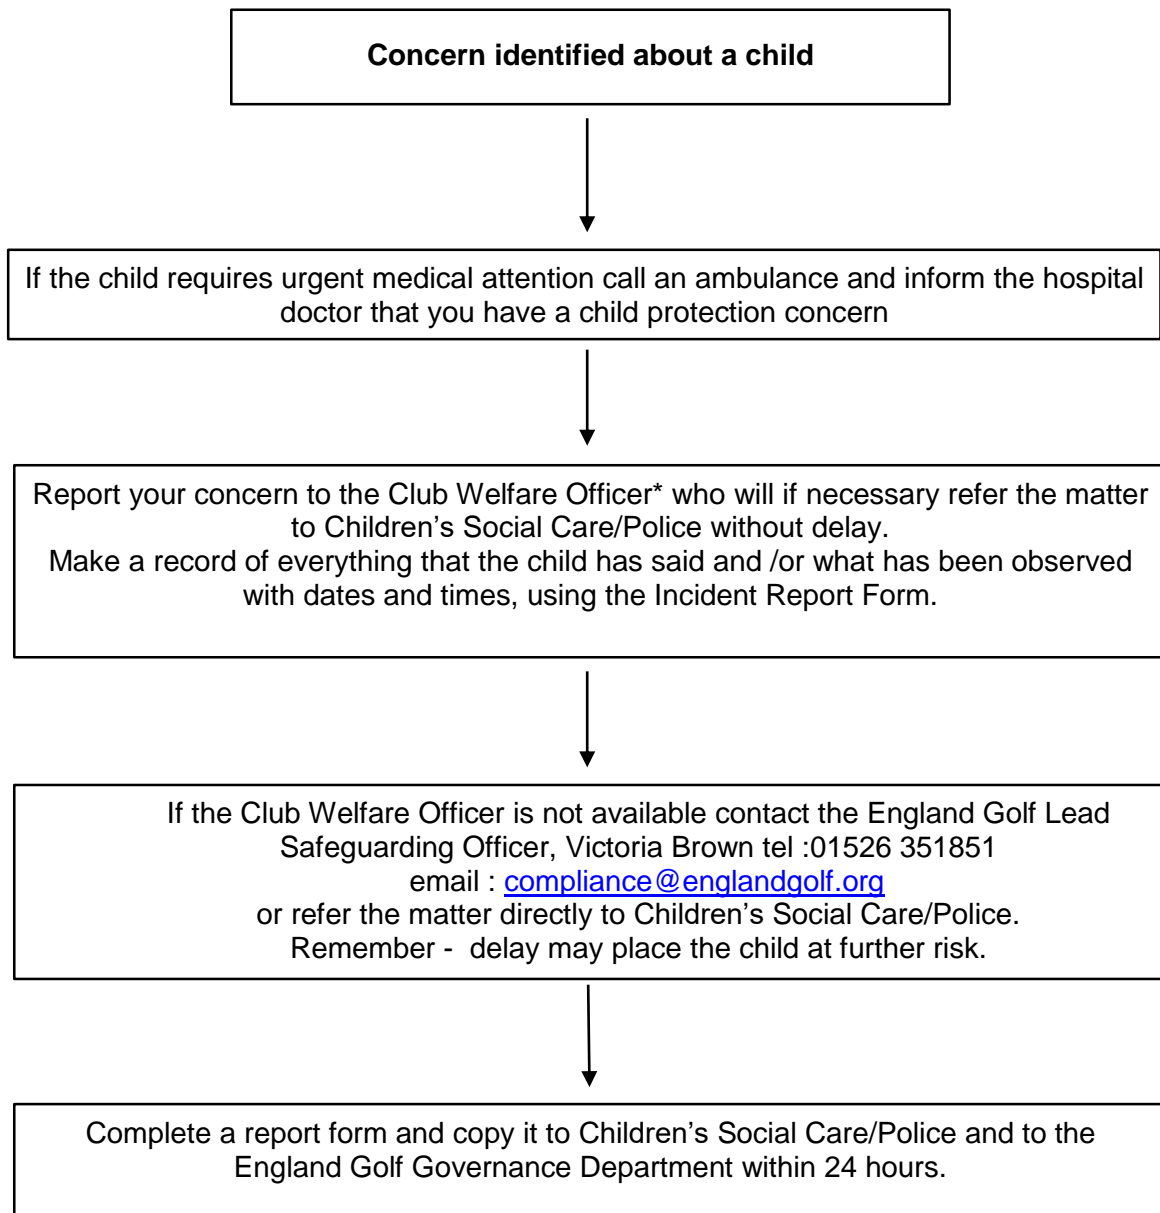 Concern identified about a child
If the child requires urgent medical attention call an ambulance and inform the hospital
doctor that you have a child protection concern
Report your concern to the Club Welfare Officer* who will if necessary refer the matter
to Children’s Social Care/Police without delay.
Make a record of everything that the child has said and /or what has been observed
with dates and times, using the Incident Report Form.
If the Club Welfare Officer is not available contact the England Golf Lead
Safeguarding Officer, Victoria Brown tel :01526 351851
email : compliance@englandgolf.org
or refer the matter directly to Children’s Social Care/Police.
Remember -  delay may place the child at further risk.
Complete a report form and copy it to Children’s Social Care/Police and to the
England Golf Governance Department within 24 hours.